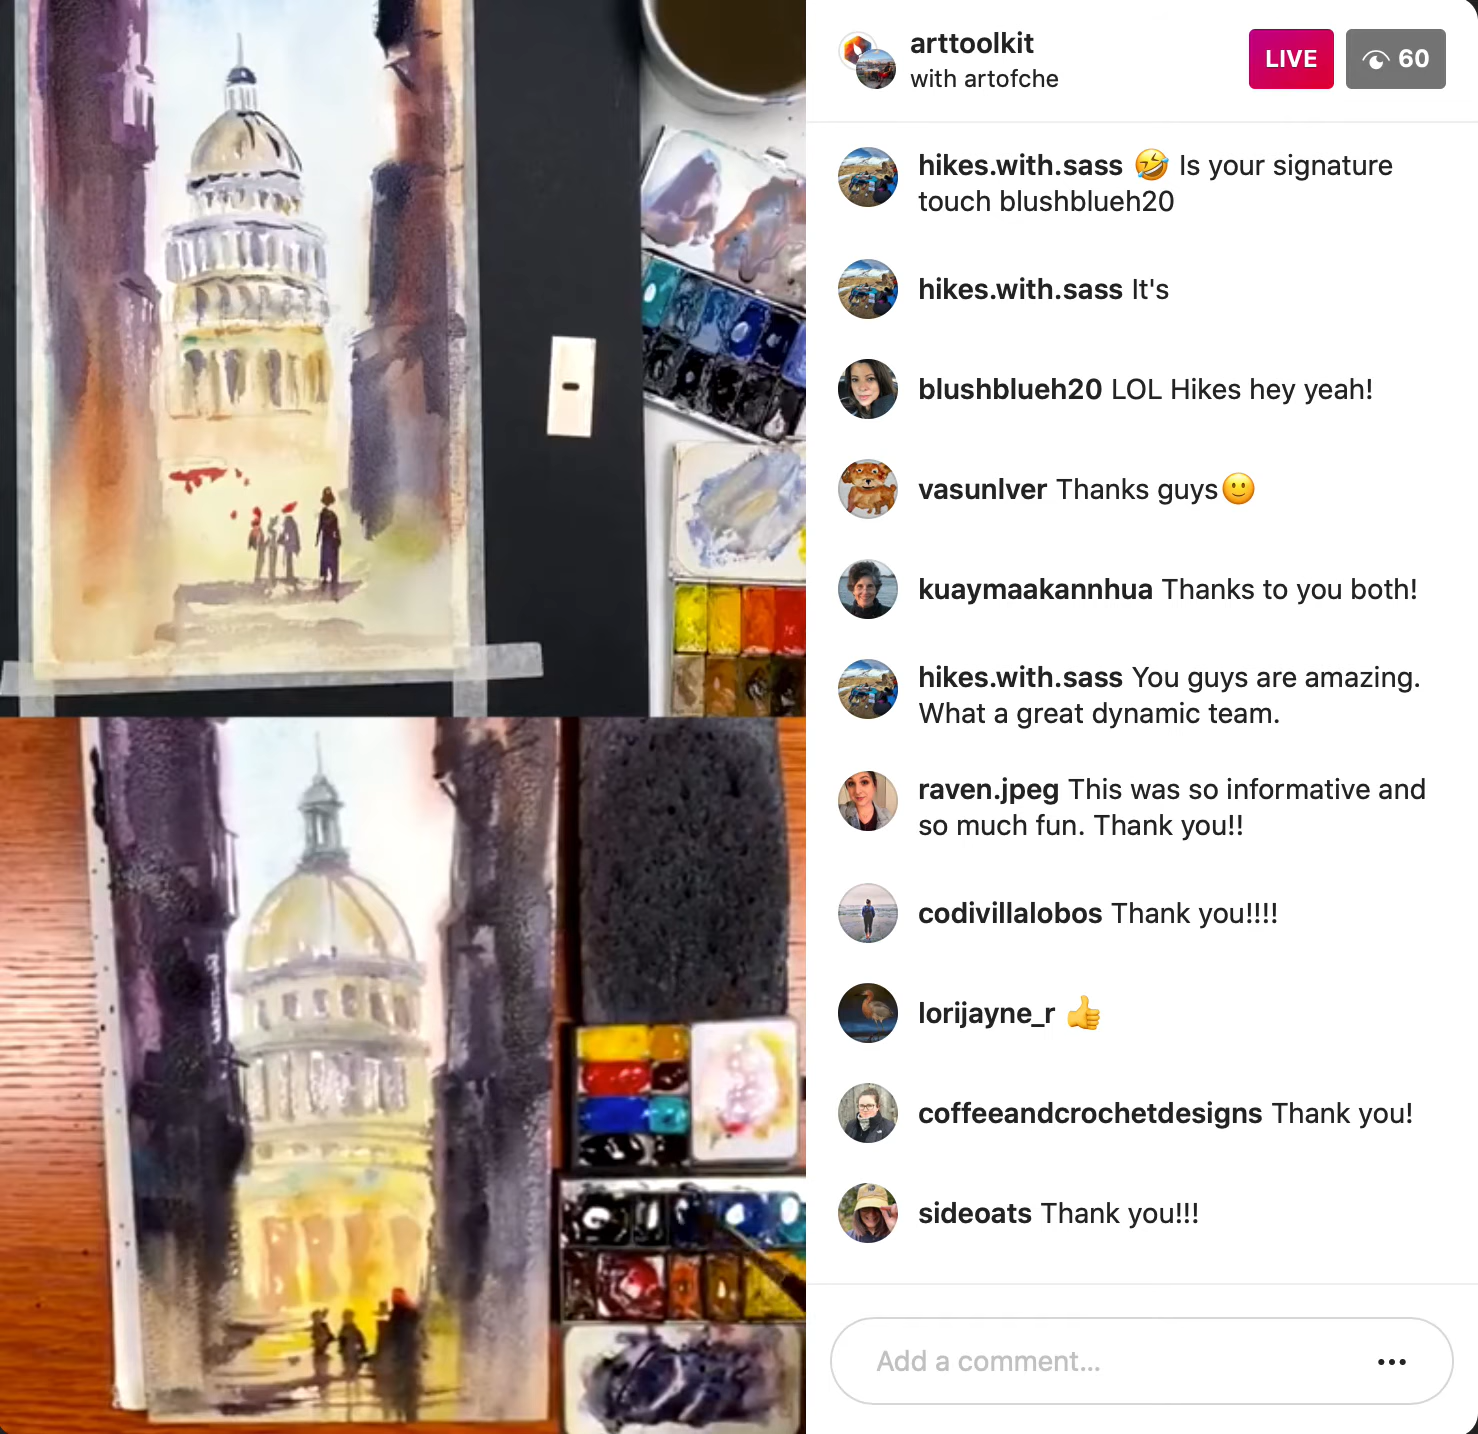 arttoolkit
with artofche
LIVE
60
hikes.with.sass 🤣 Is your signature
touch blushblueh20
hikes.with.sass It's
blushblueh20 LOL Hikes hey yeah!
vasunlver Thanks guys🙂
kuaymaakannhua Thanks to you both!
hikes.with.sass You guys are amazing.
What a great dynamic team.
raven.jpeg This was so informative and
so much fun. Thank you!!
codivillalobos Thank you!!!!
lorijayne_r 👍
coffeeandcrochetdesigns Thank you!
sideoats Thank you!!!
Add a comment...